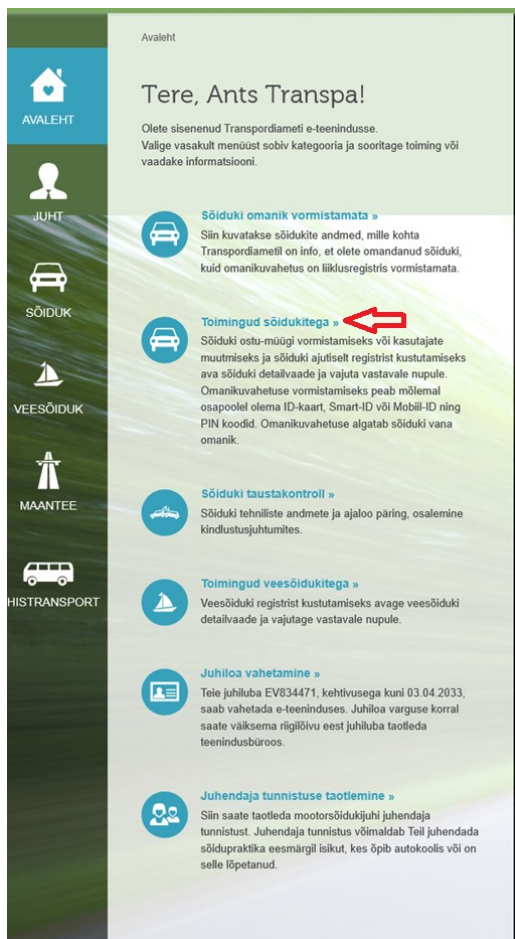 Avaleht
Tere, Ants Transpa!
Olete sisenenud Transpordiameti e-teenindusse.
Valige vasakult menüüst sobiv kategooria ja sooritage toiming või
vaadake informatsiooni.
AVALEHT
JUHT
SÕIDUK
VEESÕIDUK
MAANTEE
HISTRANSPORT
Sõiduki omanik vormistamata »
Siin kuvatakse sõidukite andmed, mille kohta
Transpordiametil on info, et olete omandanud sõiduki,
kuid omanikuvahetus on liiklusregistris vormistamata.
Toimingud sõidukitega »
Sõiduki ostu-müügi vormistamiseks või kasutajate
muutmiseks ja sõiduki ajutiselt registrist kustutamiseks
ava sõiduki detailvaade ja vajuta vastavale nupule.
Omanikuvahetuse vormistamiseks peab mõlemal
osapoolel olema ID-kaart, Smart-ID või Mobiil-ID ning
PIN koodid. Omanikuvahetuse algatab sõiduki vana
omanik.
Sõiduki taustakontroll »
Sõiduki tehniliste andmete ja ajaloo päring, osalemine
kindlustusjuhtumites.
Toimingud veesõidukitega »
Veesõiduki registrist kustutamiseks avage veesõiduki
detailvaade ja vajutage vastavale nupule.
Juhiloa vahetamine »
Teie juhiluba EV834471, kehtivusega kuni 03.04.2033,
saab vahetada e-teeninduses. Juhiloa varguse korral
saate väiksema riigilõivu eest juhiluba taotleda
teenindusbüroos.
Juhendaja tunnistuse taotlemine »
Siin saate taotleda mootorsõidukijuhi juhendaja
tunnistust. Juhendaja tunnistus võimaldab Teil juhendada
sõidupraktika eesmärgil isikut, kes õpib autokoolis või on
selle lõpetanud.